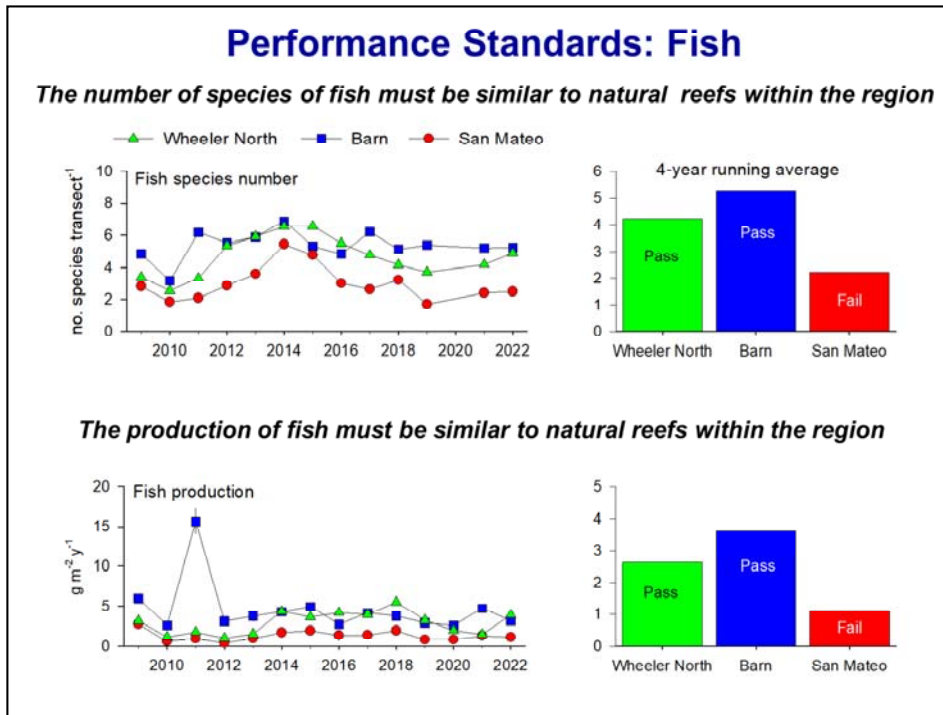 Performance Standards: Fish
The number of species of fish must be similar to natural reefs within the region
Wheeler North Barn San Mateo
Fish species number
no. species transect⁻¹
10
8
6
4
2
0
2010 2012 2014 2016 2018 2020 2022
4-year running average
6
5
4
3
2
1
0
Pass
Pass
Fail
Wheeler North Barn San Mateo
The production of fish must be similar to natural reefs within the region
Fish production
g m⁻² y⁻¹
20
15
10
5
0
2010 2012 2014 2016 2018 2020 2022
5
4
3
2
1
0
Pass
Pass
Fail
Wheeler North Barn San Mateo